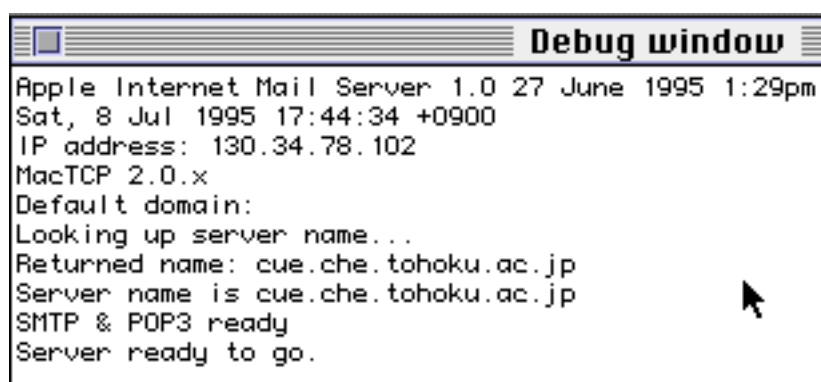 Debug window
Apple Internet Mail Server 1.0 27 June 1995 1:29pm
Sat, 8 Jul 1995 17:44:34 +0900
IP address: 130.34.78.102
MacTCP 2.0.x
Default domain:
Looking up server name...
Returned name: cue.che.tohoku.ac.jp
Server name is cue.che.tohoku.ac.jp
SMTP & POP3 ready
Server ready to go.